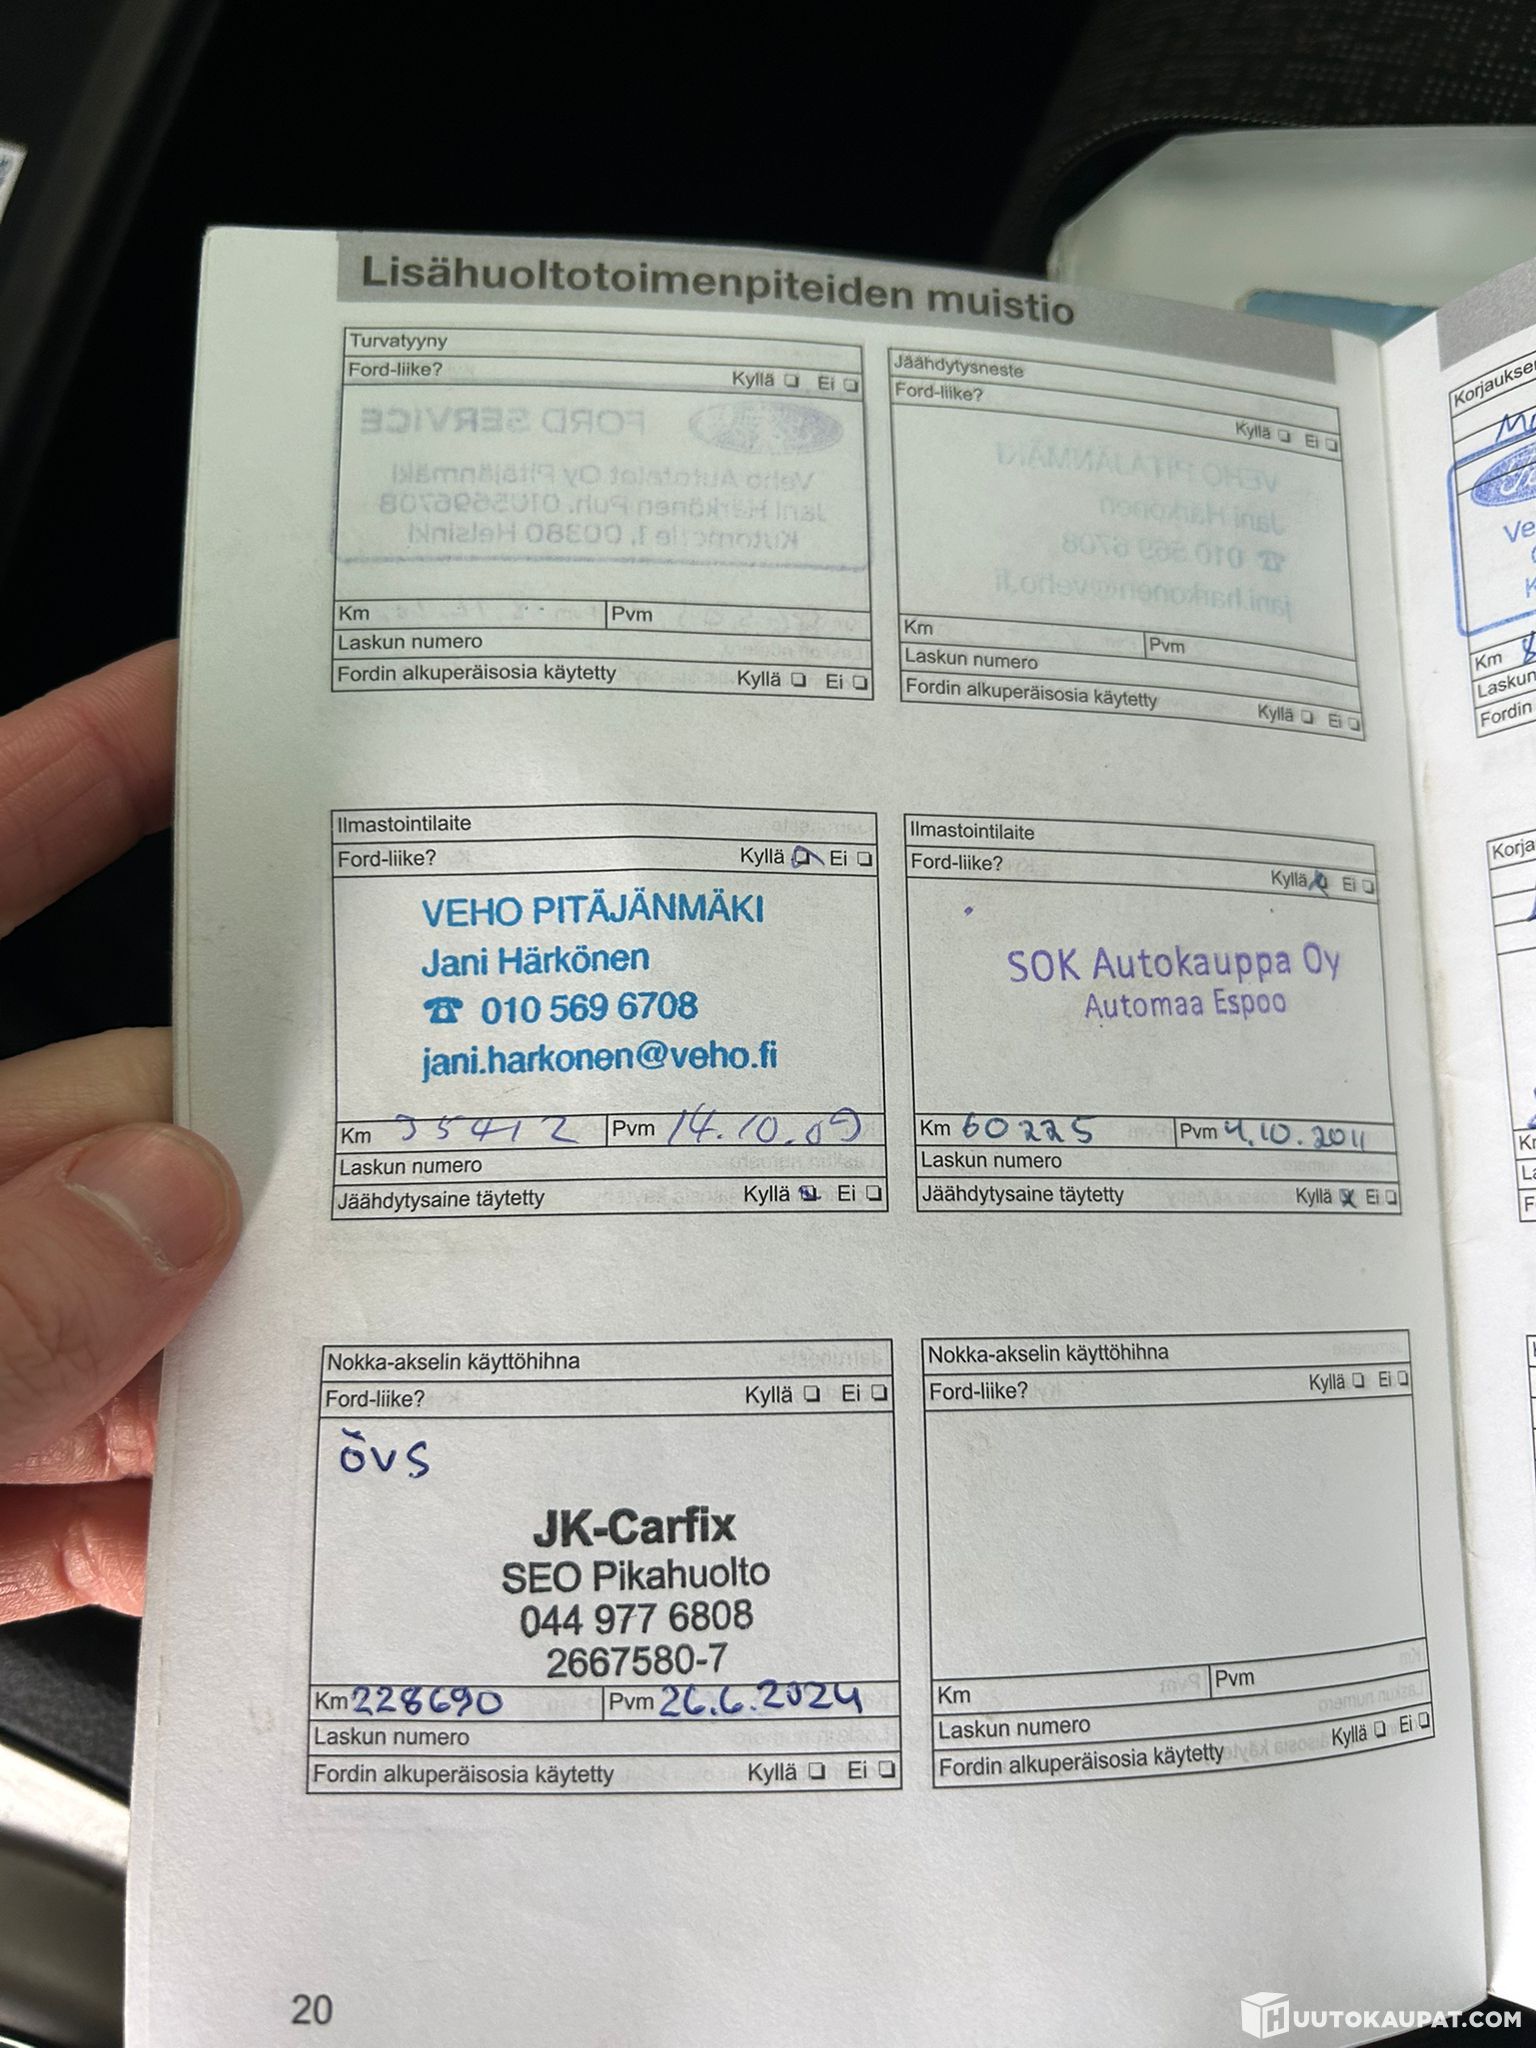 Lisähuoltotoimenpiteiden muistio
Turvatyyny
Ford-liike? Kyllä ❏ Ei ❏
Km Pvm
Laskun numero
Fordin alkuperäisosia käytetty Kyllä ❏ Ei ❏
Jäähdytysneste
Ford-liike?
Kyllä ❏ Ei ❏
Km Pvm
Laskun numero
Fordin alkuperäisosia käytetty
Kyllä ❏ Ei ❏
Ilmastointilaite
Ford-liike? Kyllä Ei ❏
VEHO PITÄJÄNMÄKI
Jani Härkönen
☎ 010 569 6708
jani.harkonen@veho.fi
Km 35412 Pvm 14.10.09
Laskun numero
Jäähdytysaine täytetty Kyllä Ei ❏
Ilmastointilaite
Ford-liike?
Kyllä Ei ❏
SOK Autokauppa Oy
Automaa Espoo
Km 60225 Pvm 4.10.2011
Laskun numero
Jäähdytysaine täytetty Kyllä x Ei ❏
Nokka-akselin käyttöhihna
Ford-liike? Kyllä ❏ Ei ❏
övs
JK-Carfix
SEO Pikahuolto
044 977 6808
2667580-7
Km 228690 Pvm 26.6.2024
Laskun numero
Fordin alkuperäisosia käytetty Kyllä ❏ Ei ❏
Nokka-akselin käyttöhihna
Ford-liike? Kyllä ❏ Ei ❏
Km Pvm
Laskun numero
Fordin alkuperäisosia käytetty Kyllä ❏ Ei ❏
20
Km
Laskun
Fordin
HUUTOKAUPAT.COM